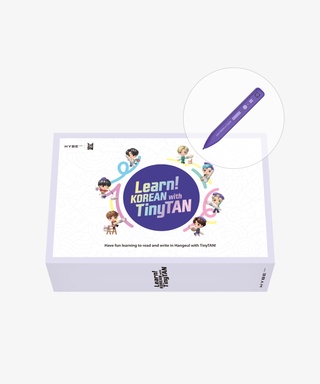 HYBE
Learn!
KOREAN with
TinyTAN
Have fun learning to read and write in Hangeul with TinyTAN!
Learn!
KOREAN with
TinyTAN
HYBE